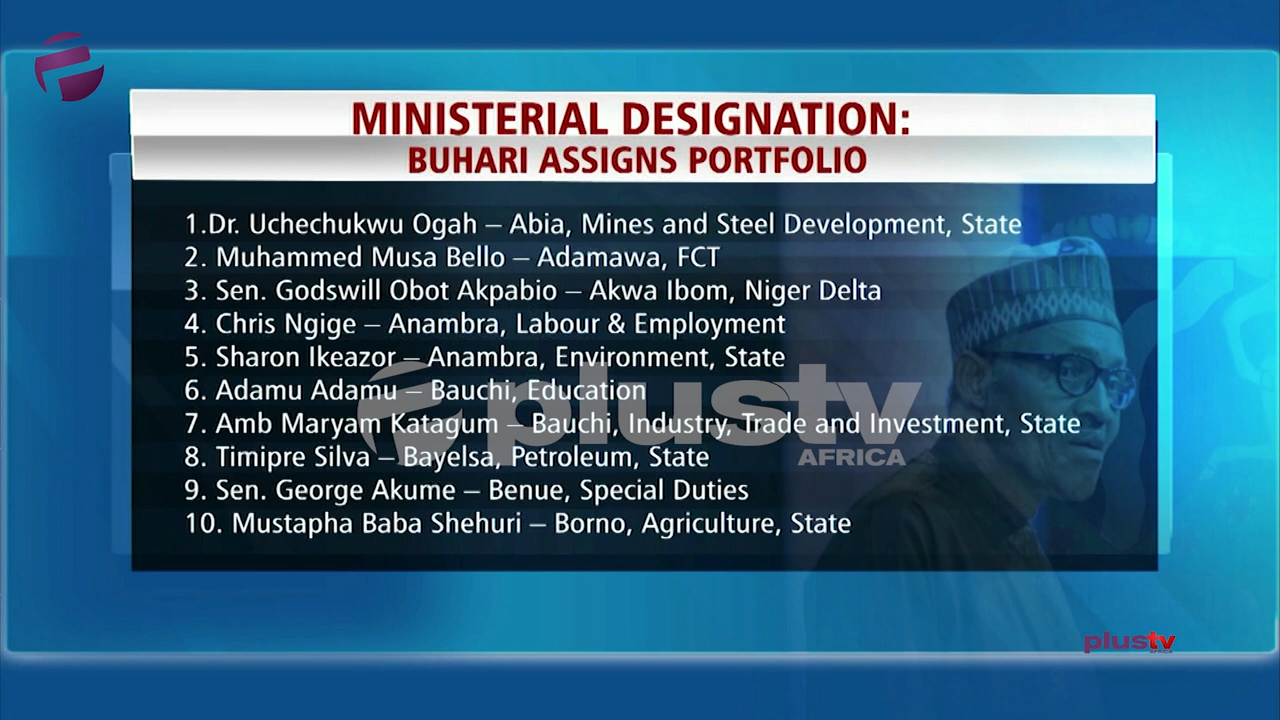 MINISTERIAL DESIGNATION:
BUHARI ASSIGNS PORTFOLIO
1.Dr. Uchechukwu Ogah – Abia, Mines and Steel Development, State
2. Muhammed Musa Bello – Adamawa, FCT
3. Sen. Godswill Obot Akpabio – Akwa Ibom, Niger Delta
4. Chris Ngige – Anambra, Labour & Employment
5. Sharon Ikeazor – Anambra, Environment, State
6. Adamu Adamu – Bauchi, Education
7. Amb Maryam Katagum – Bauchi, Industry, Trade and Investment, State
8. Timipre Silva – Bayelsa, Petroleum, State
9. Sen. George Akume – Benue, Special Duties
10. Mustapha Baba Shehuri – Borno, Agriculture, State
plustv
AFRICA
plustv
AFRICA